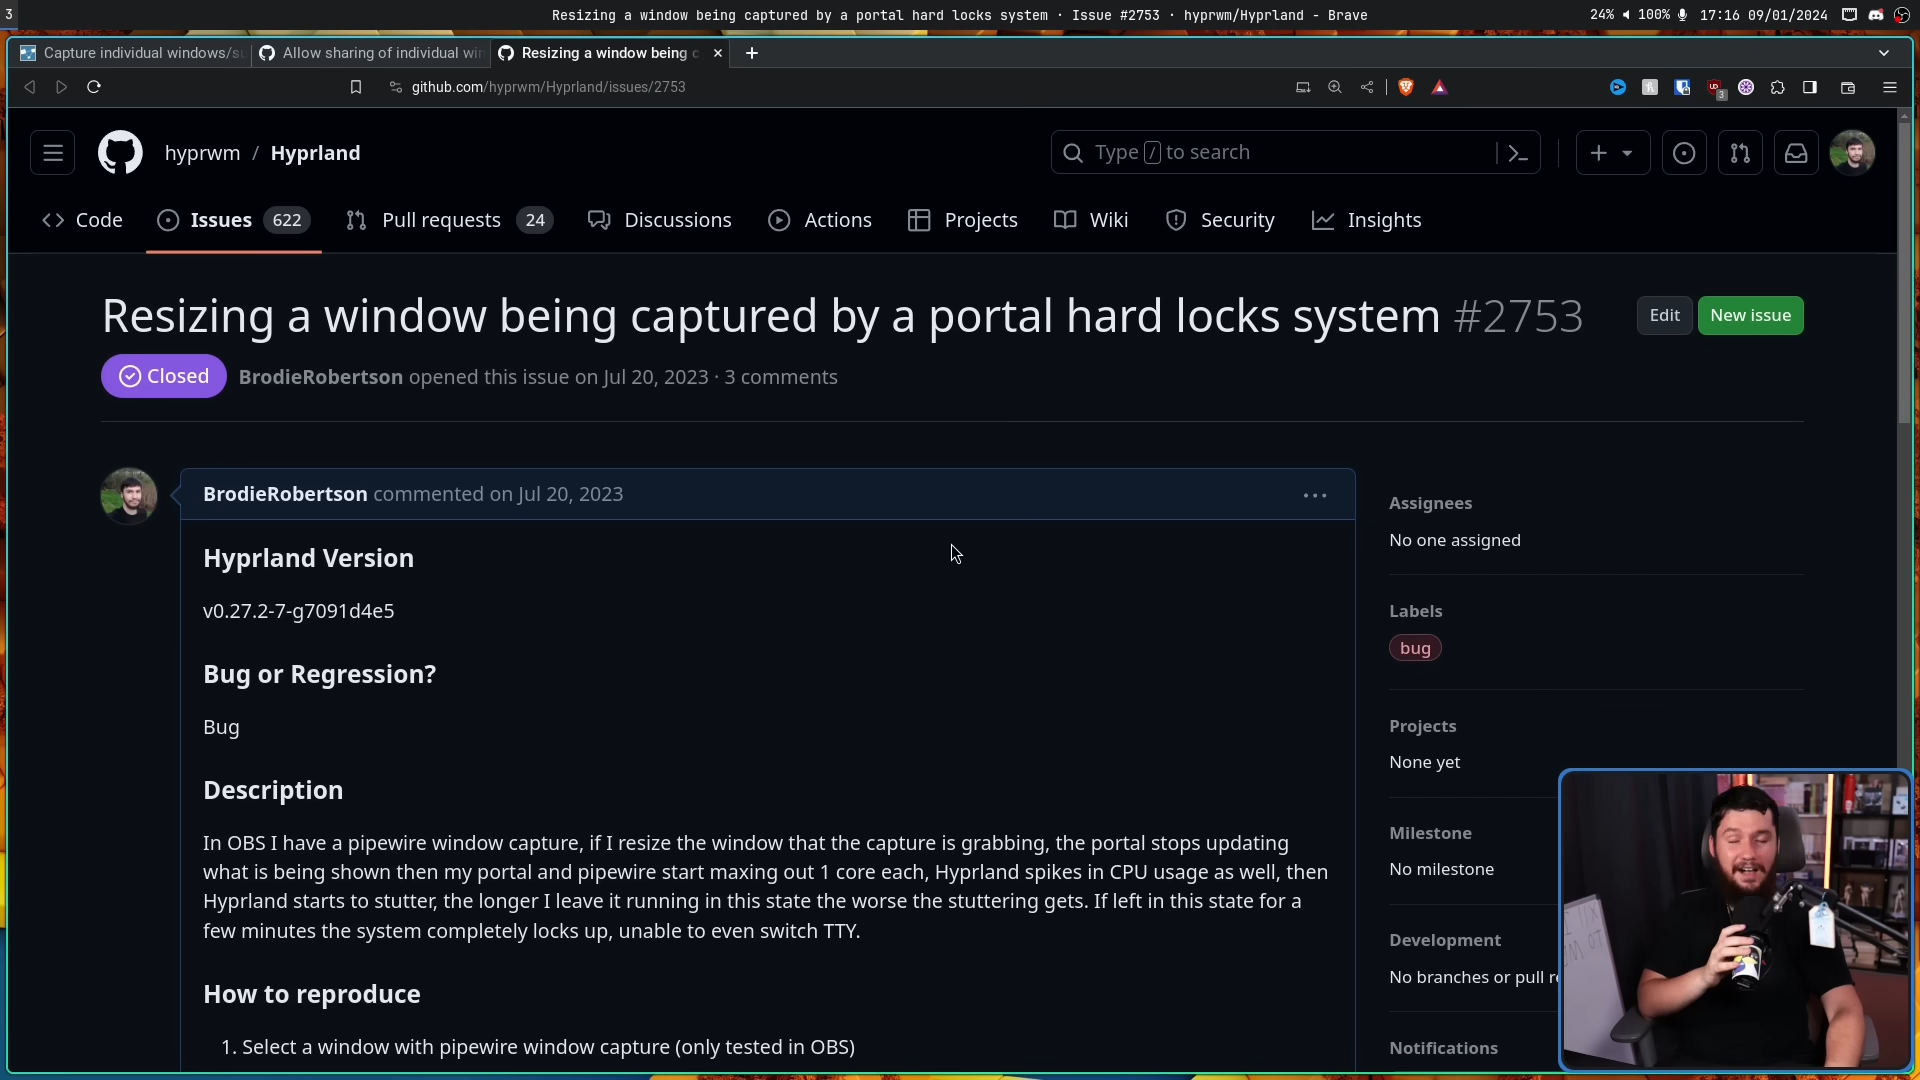 3
Resizing a window being captured by a portal hard locks system · Issue #2753 · hyprwm/Hyprland - Brave
24% 100% 17:16 09/01/2024
Capture individual windows/su
Allow sharing of individual win
Resizing a window being c
github.com/hyprwm/Hyprland/issues/2753
3
hyprwm / Hyprland
Type / to search
Code
Issues 622
Pull requests 24
Discussions
Actions
Projects
Wiki
Security
Insights
Resizing a window being captured by a portal hard locks system #2753
Edit
New issue
Closed
BrodieRobertson opened this issue on Jul 20, 2023 · 3 comments
BrodieRobertson commented on Jul 20, 2023
Hyprland Version
v0.27.2-7-g7091d4e5
Bug or Regression?
Bug
Description
In OBS I have a pipewire window capture, if I resize the window that the capture is grabbing, the portal stops updating
what is being shown then my portal and pipewire start maxing out 1 core each, Hyprland spikes in CPU usage as well, then
Hyprland starts to stutter, the longer I leave it running in this state the worse the stuttering gets. If left in this state for a
few minutes the system completely locks up, unable to even switch TTY.
How to reproduce
1. Select a window with pipewire window capture (only tested in OBS)
Assignees
No one assigned
Labels
bug
Projects
None yet
Milestone
No milestone
Development
No branches or pull re
Notifications